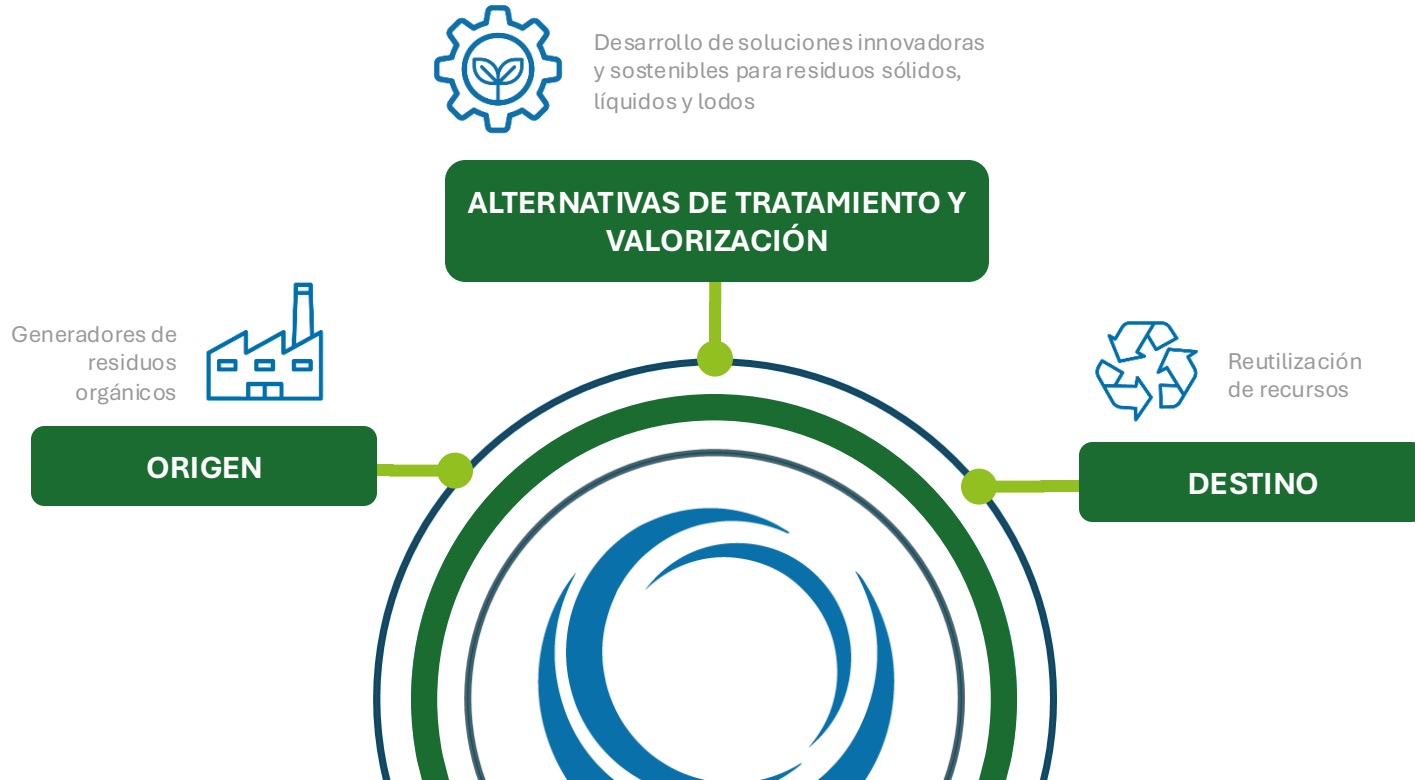 Desarrollo de soluciones innovadoras
y sostenibles para residuos sólidos,
líquidos y lodos
ALTERNATIVAS DE TRATAMIENTO Y
VALORIZACIÓN
Generadores de
residuos
orgánicos
ORIGEN
Reutilización
de recursos
DESTINO